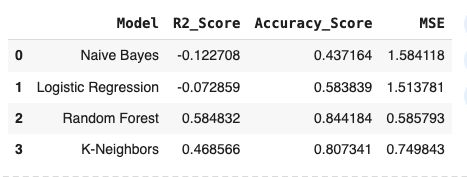 Model R2_Score Accuracy_Score MSE
0 Naive Bayes -0.122708 0.437164 1.584118
1 Logistic Regression -0.072859 0.583839 1.513781
2 Random Forest 0.584832 0.844184 0.585793
3 K-Neighbors 0.468566 0.807341 0.749843